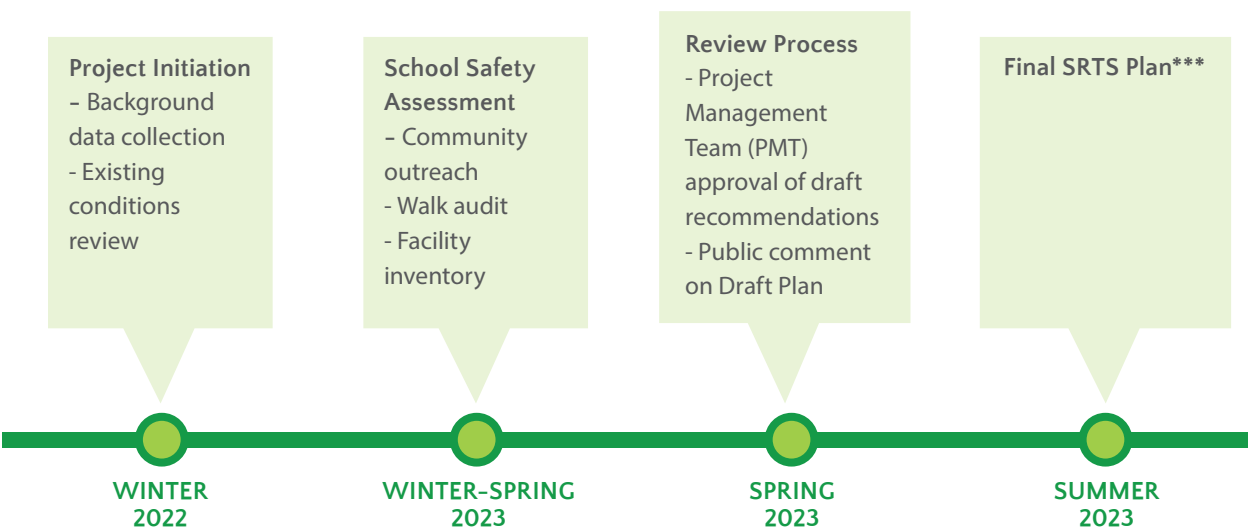 Project Initiation
– Background
data collection
- Existing
conditions
review
School Safety
Assessment
– Community
outreach
- Walk audit
- Facility
inventory
Review Process
- Project
Management
Team (PMT)
approval of draft
recommendations
- Public comment
on Draft Plan
Final SRTS Plan***
WINTER
2022
WINTER–SPRING
2023
SPRING
2023
SUMMER
2023